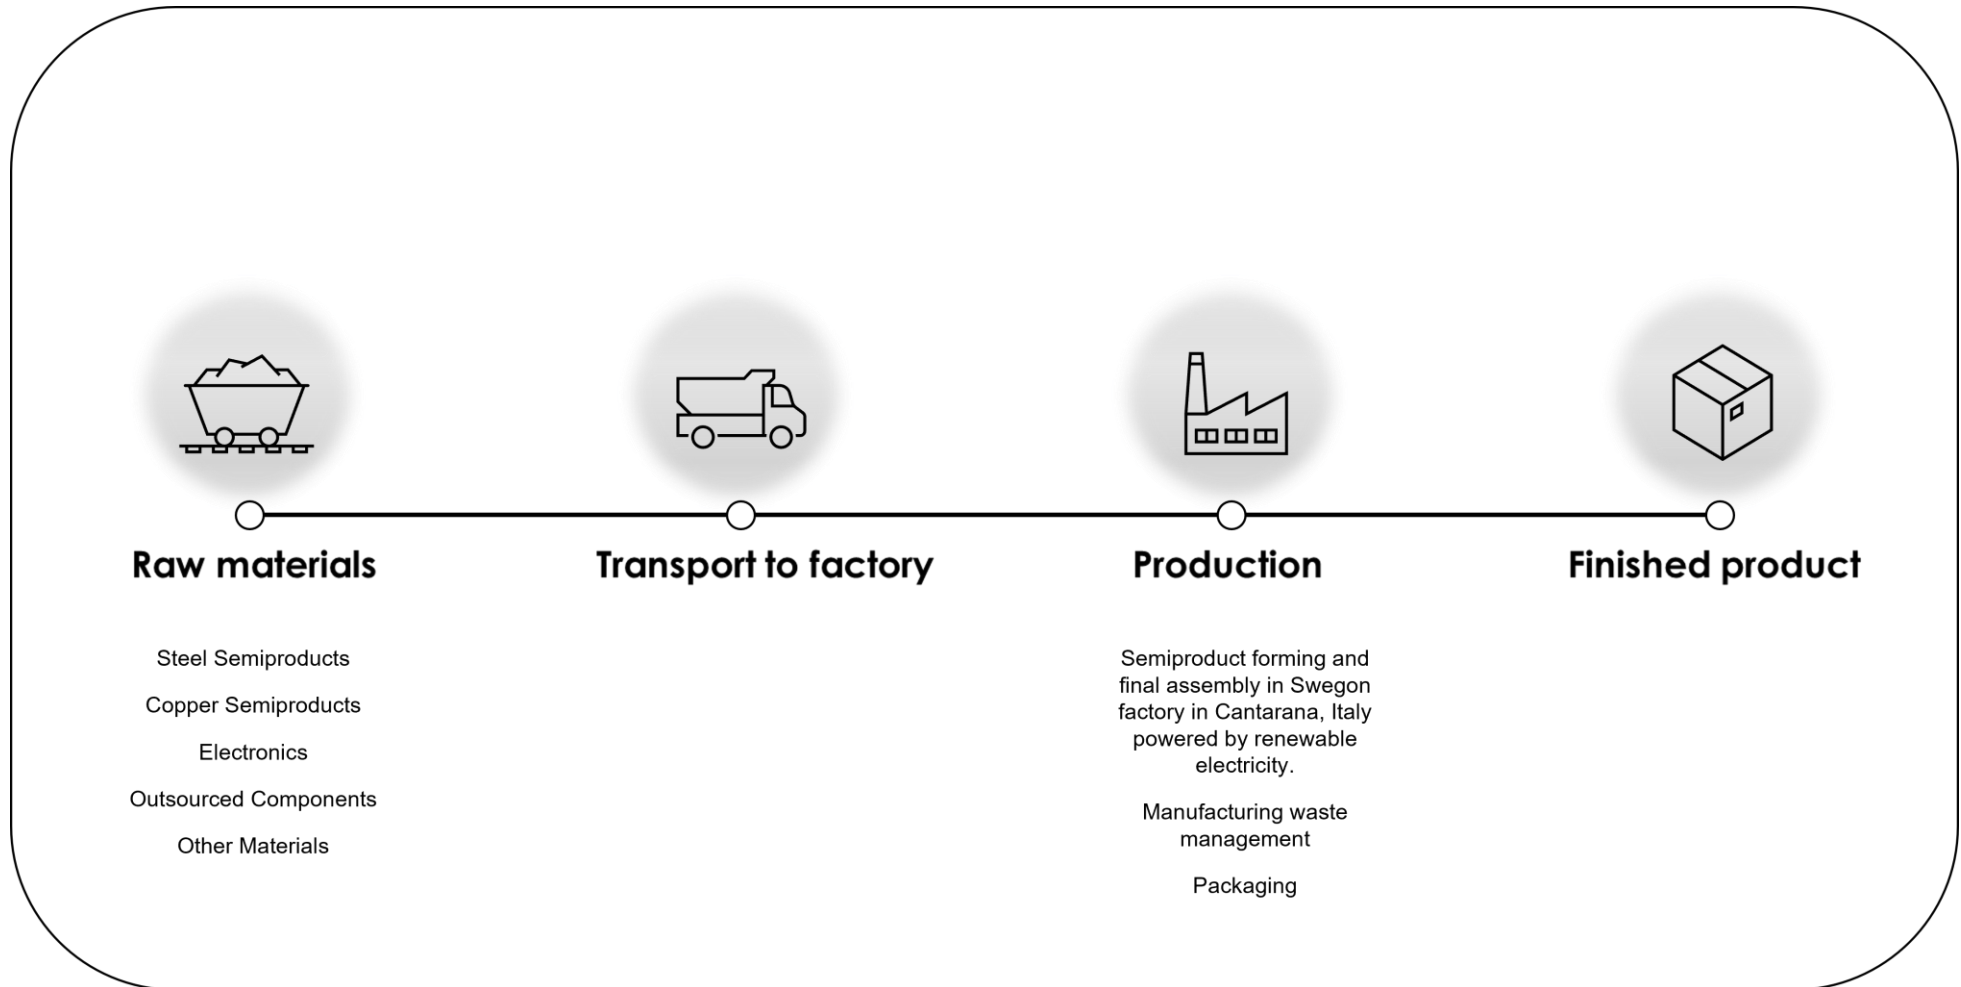 Raw materials
Transport to factory
Production
Finished product
Steel Semiproducts
Copper Semiproducts
Electronics
Outsourced Components
Other Materials
Semiproduct forming and
final assembly in Swegon
factory in Cantarana, Italy
powered by renewable
electricity.
Manufacturing waste
management
Packaging